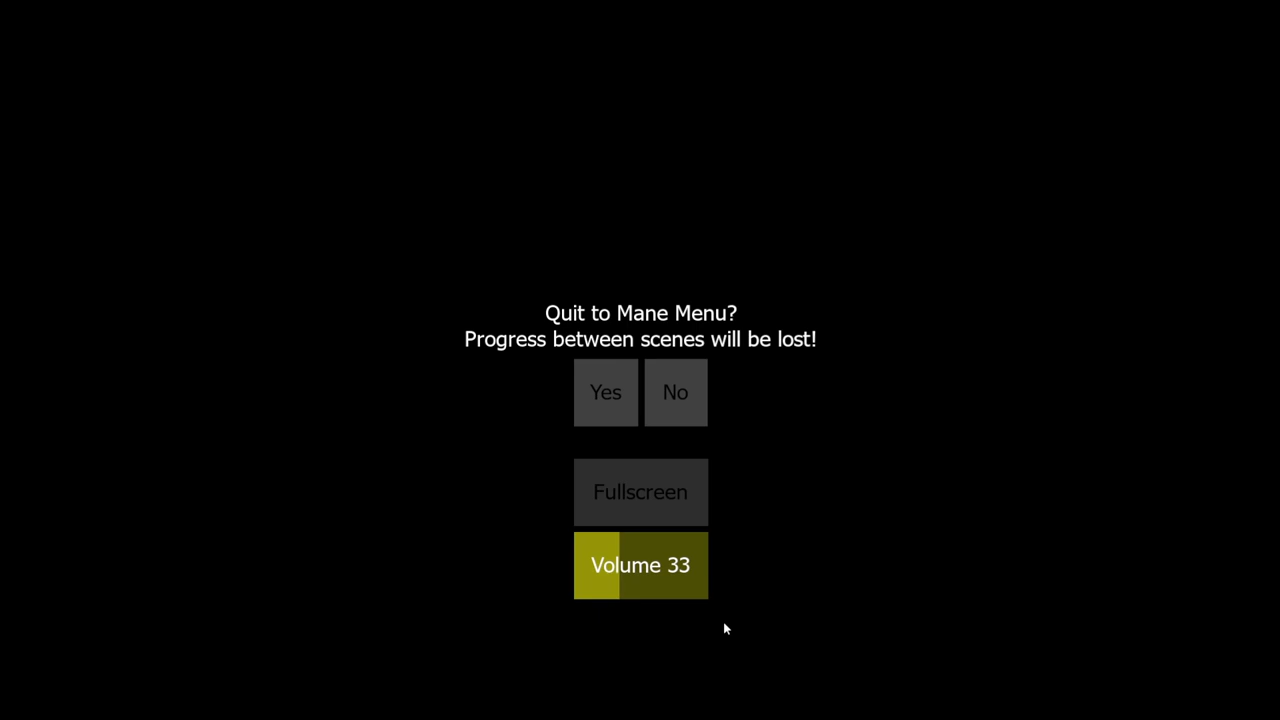 Quit to Mane Menu?
Progress between scenes will be lost!
Yes No
Fullscreen
Volume 33